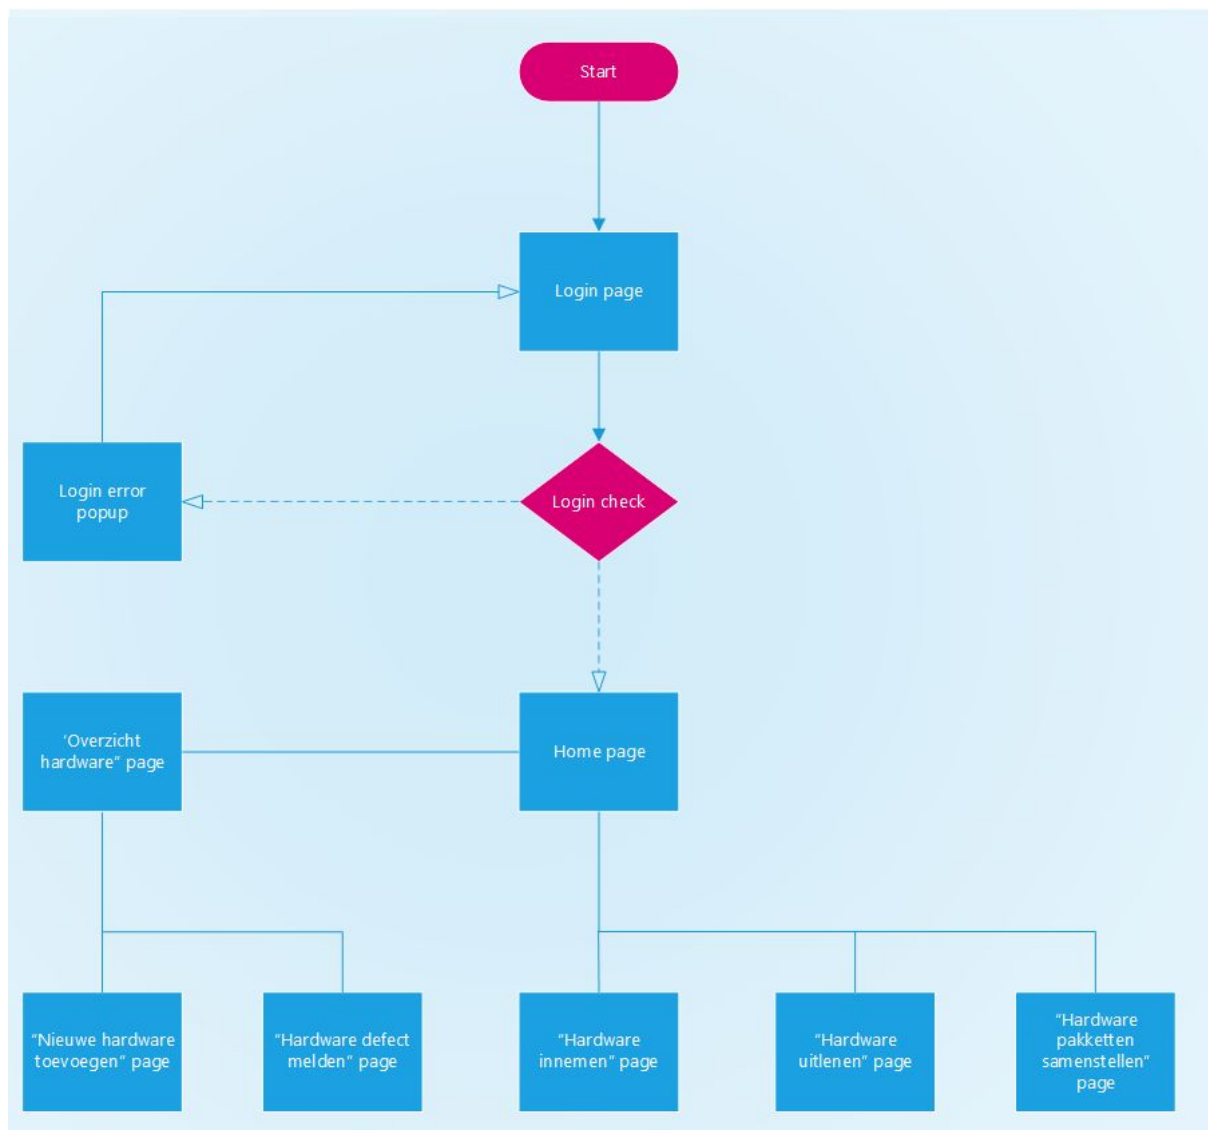 Start
Login page
Login error
popup
Login check
‘Overzicht
hardware” page
Home page
“Nieuwe hardware
toevoegen” page
“Hardware defect
melden” page
“Hardware
innemen” page
“Hardware
uitlenen” page
“Hardware
pakketten
samenstellen”
page